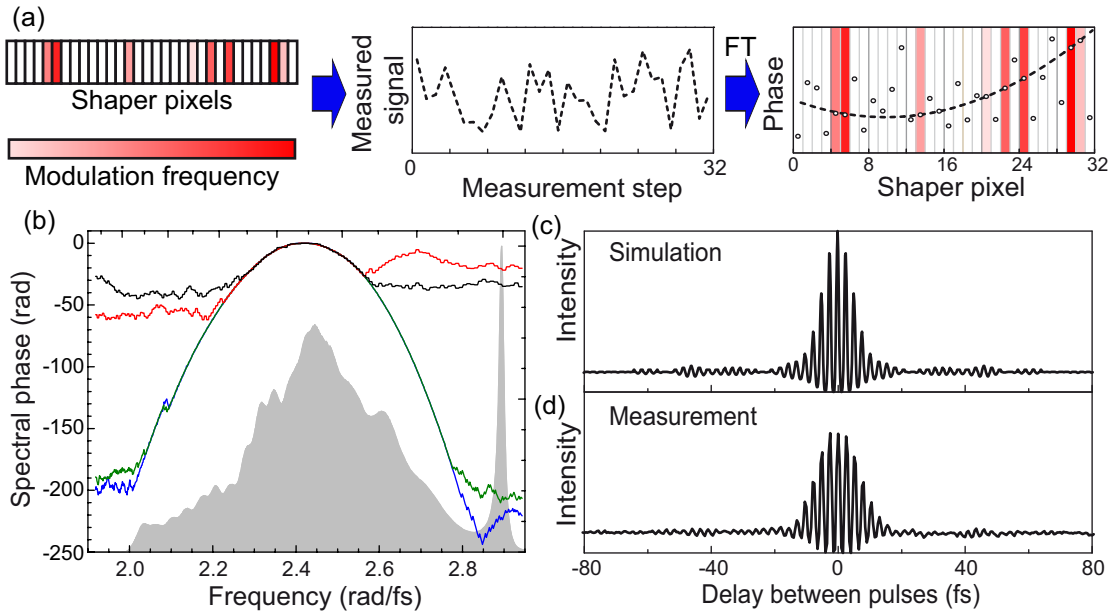 (a)
Shaper pixels
Modulation frequency
Measured
signal
0
32
Measurement step
FT
Phase
0 8 16 24 32
Shaper pixel
(b)
Spectral phase (rad)
0
-50
-100
-150
-200
-250
2.0 2.2 2.4 2.6 2.8
Frequency (rad/fs)
(c)
Simulation
Intensity
(d)
Measurement
Intensity
-80 -40 0 40 80
Delay between pulses (fs)